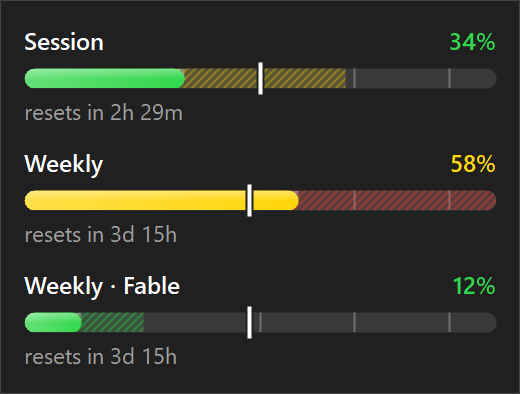 Session 34%
resets in 2h 29m
Weekly 58%
resets in 3d 15h
Weekly · Fable 12%
resets in 3d 15h